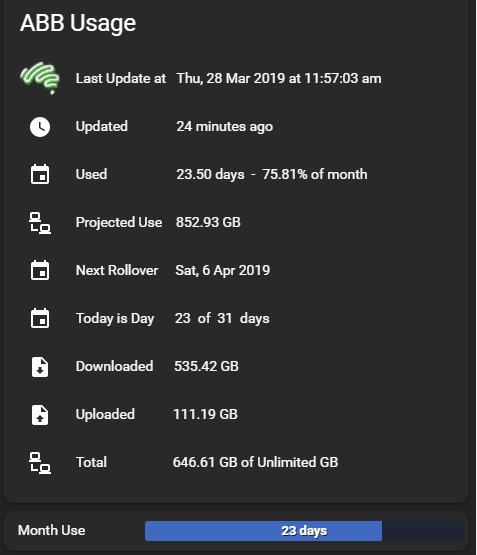 ABB Usage
Last Update at Thu, 28 Mar 2019 at 11:57:03 am
Updated 24 minutes ago
Used 23.50 days - 75.81% of month
Projected Use 852.93 GB
Next Rollover Sat, 6 Apr 2019
Today is Day 23 of 31 days
Downloaded 535.42 GB
Uploaded 111.19 GB
Total 646.61 GB of Unlimited GB
Month Use 23 days